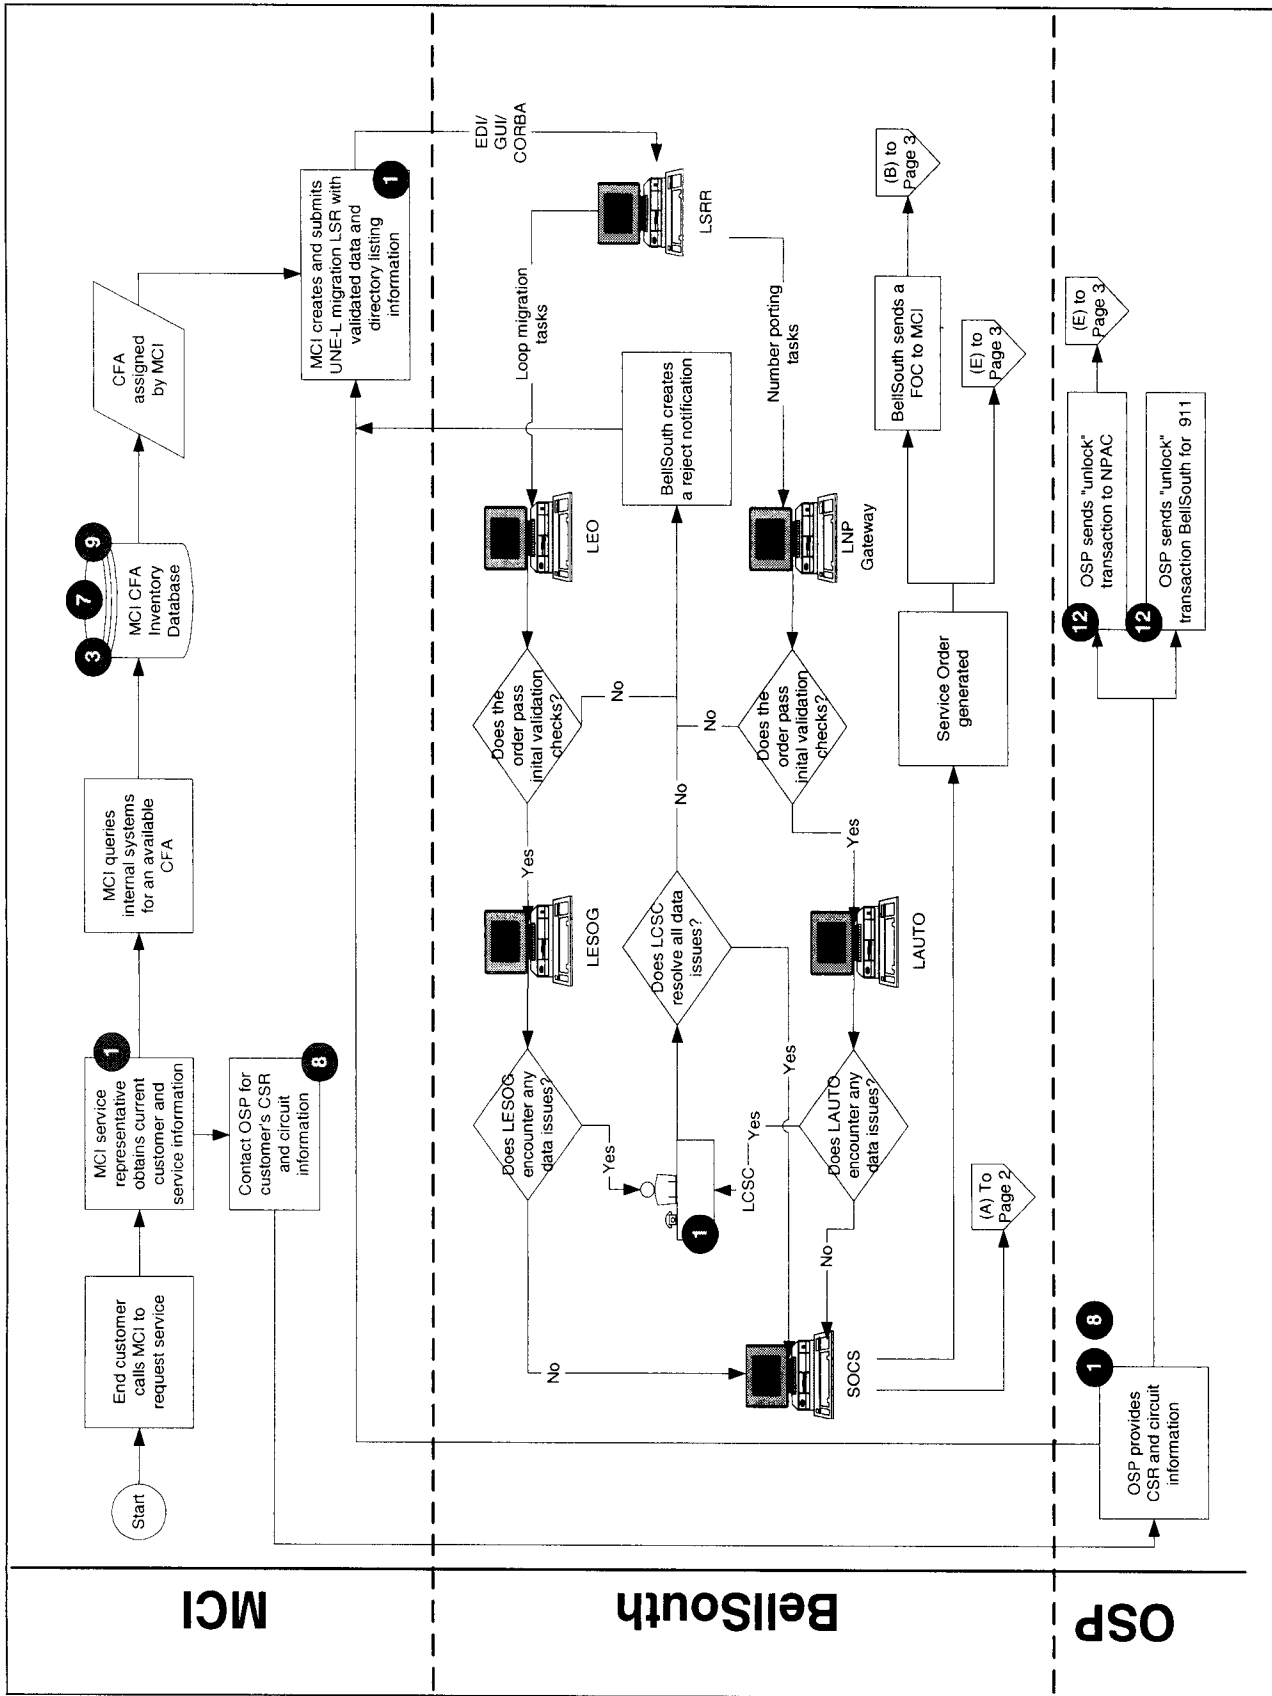 MCI
Start
End customer
calls MCI to
request service
MCI service
representative
obtains current
customer and
service information
1
Contact OSP for
customer's CSR
and circuit
information
8
MCI queries
internal systems
for an available
CFA
3
7
9
MCI CFA
Inventory
Database
CFA
assigned
by MCI
MCI creates and submits
UNE-L migration LSR with
validated data and
directory listing
information
1
BellSouth
EDI/
GUI/
CORBA
LSRR
Loop migration
tasks
Number porting
tasks
LEO
LNP
Gateway
BellSouth creates
a reject notification
Does the
order pass
inital validation
checks?
No
Yes
Does the
order pass
inital validation
checks?
No
Yes
LESOG
LAUTO
Does LESOG
encounter any
data issues?
Yes
No
Does LAUTO
encounter any
data issues?
Yes
No
LCSC
1
Does LCSC
resolve all data
issues?
No
Yes
SOCS
(A) To
Page 2
Service Order
generated
BellSouth sends a
FOC to MCI
(B) to
Page 3
(E) to
Page 3
OSP
OSP provides
CSR and circuit
information
1
8
12
OSP sends "unlock"
transaction to NPAC
(E) to
Page 3
12
OSP sends "unlock"
transaction BellSouth for 911